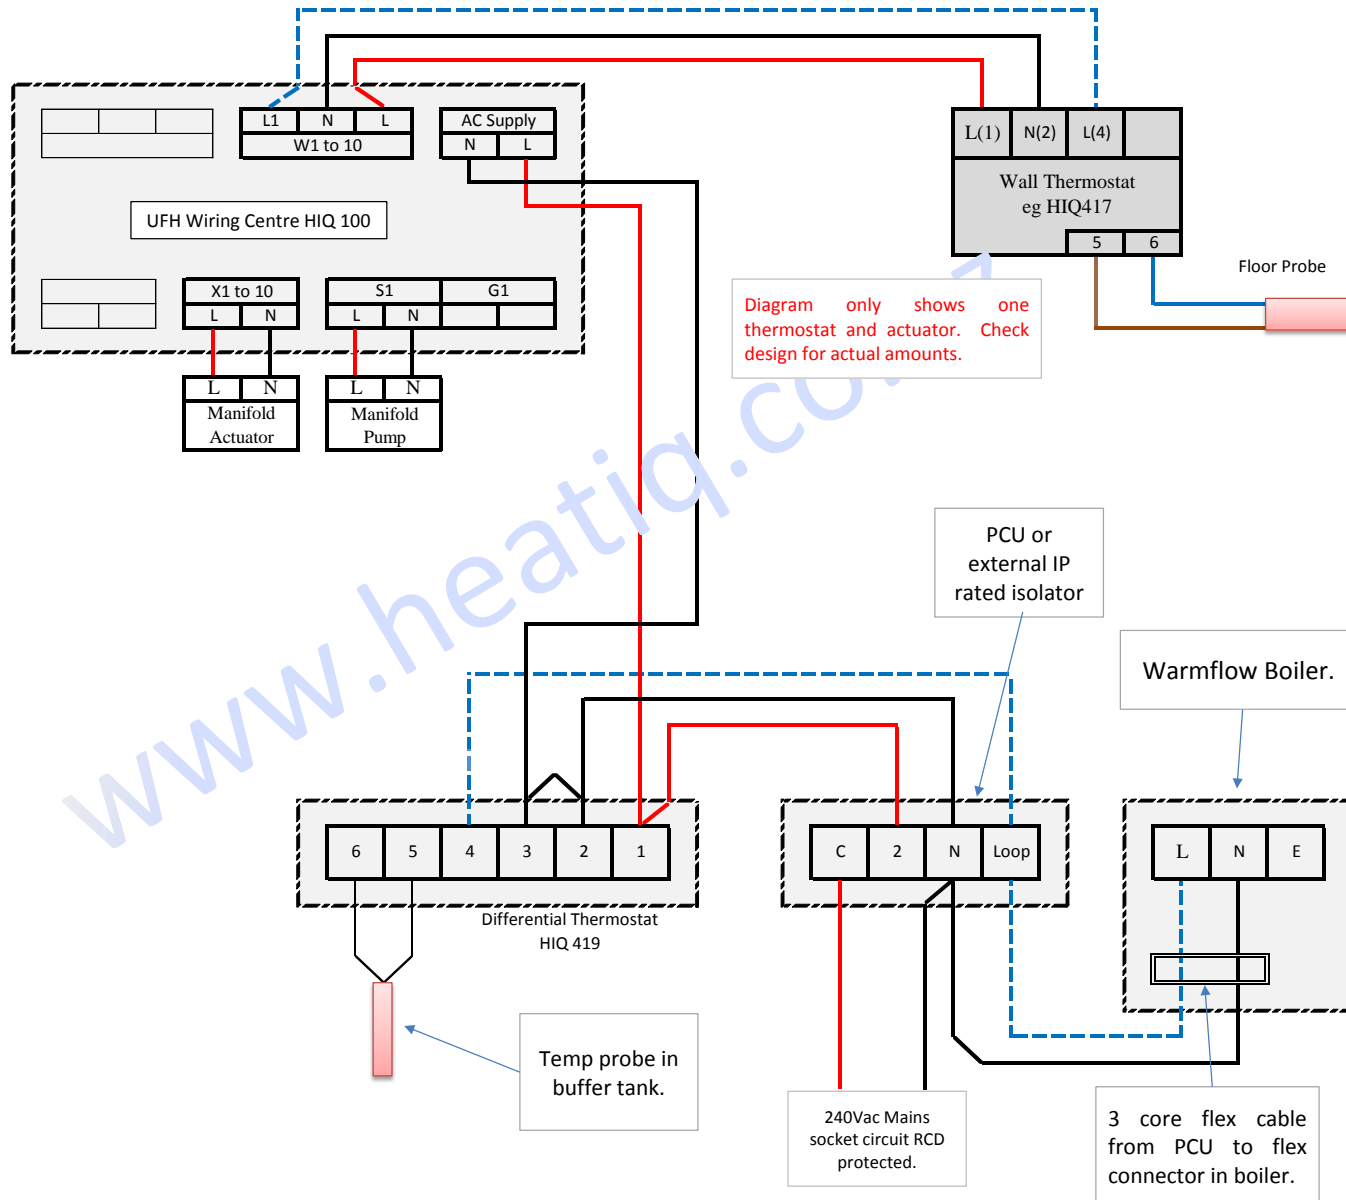 L1 N L
W1 to 10
AC Supply
N L
UFH Wiring Centre HIQ 100
X1 to 10
L N
S1 G1
L N
L N
Manifold
Actuator
L N
Manifold
Pump
L(1) N(2) L(4)
Wall Thermostat
eg HIQ417
5 6
Floor Probe
Diagram only shows one
thermostat and actuator. Check
design for actual amounts.
www.heatiq.co.
PCU or
external IP
rated isolator
Warmflow Boiler.
6 5 4 3 2 1
Differential Thermostat
HIQ 419
C 2 N Loop
L N E
Temp probe in
buffer tank.
240Vac Mains
socket circuit RCD
protected.
3 core flex cable
from PCU to flex
connector in boiler.